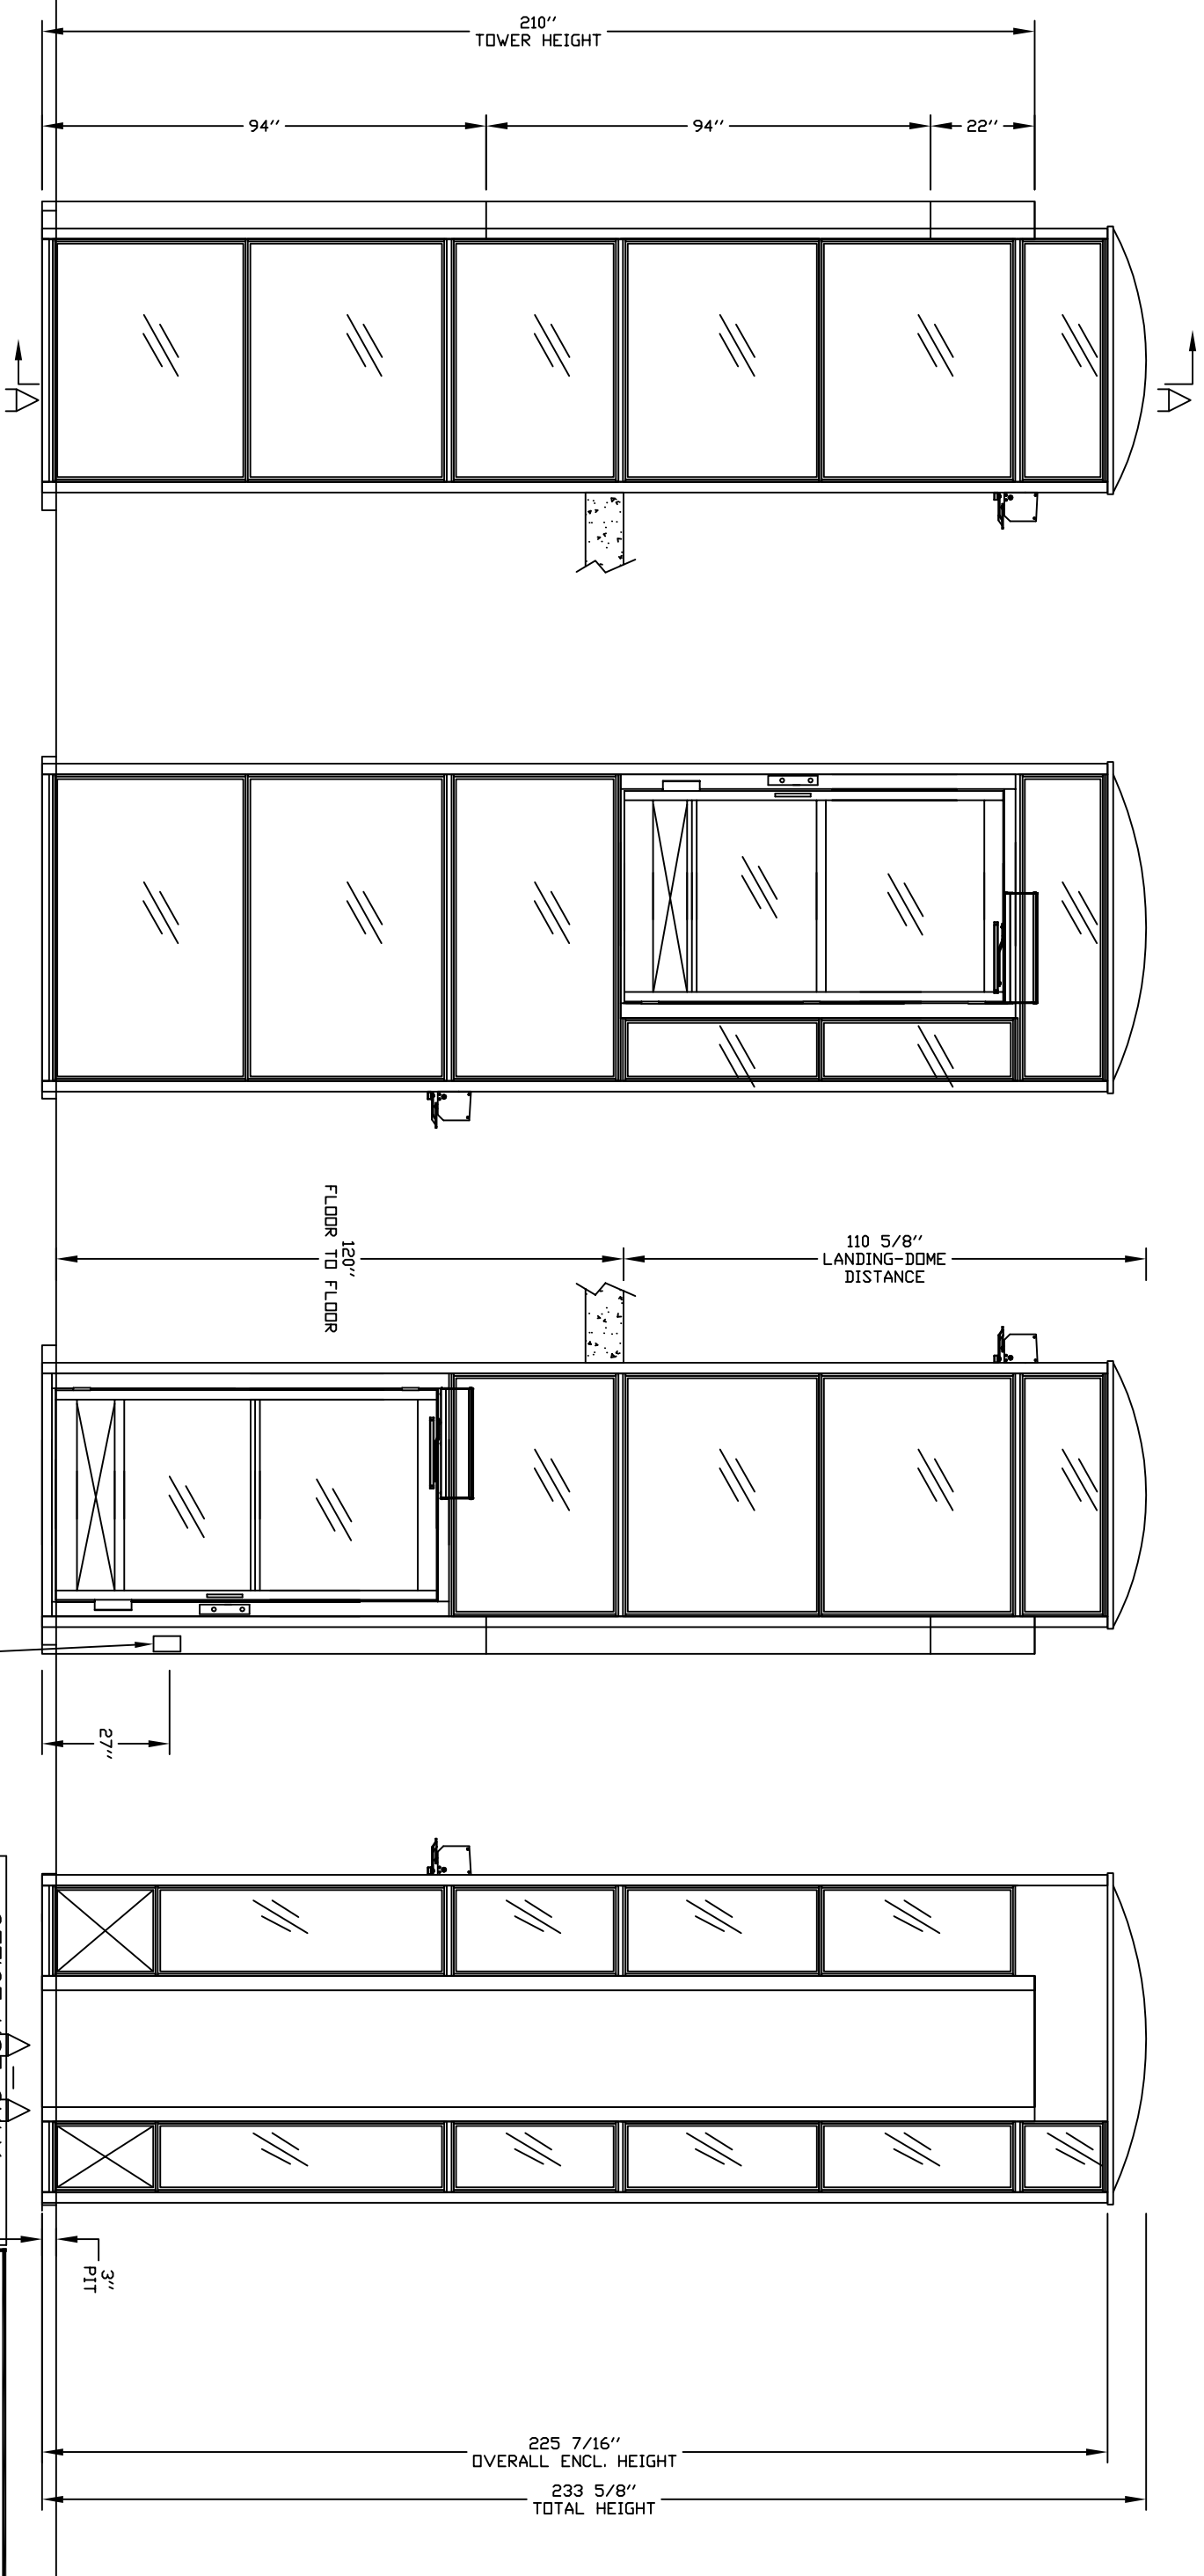 210"
TOWER HEIGHT
94"
94"
22"
A
A
110 5/8"
LANDING-DOME
DISTANCE
120"
FLOOR TO FLOOR
27"
3"
PIT
225 7/16"
OVERALL ENCL. HEIGHT
233 5/8"
TOTAL HEIGHT